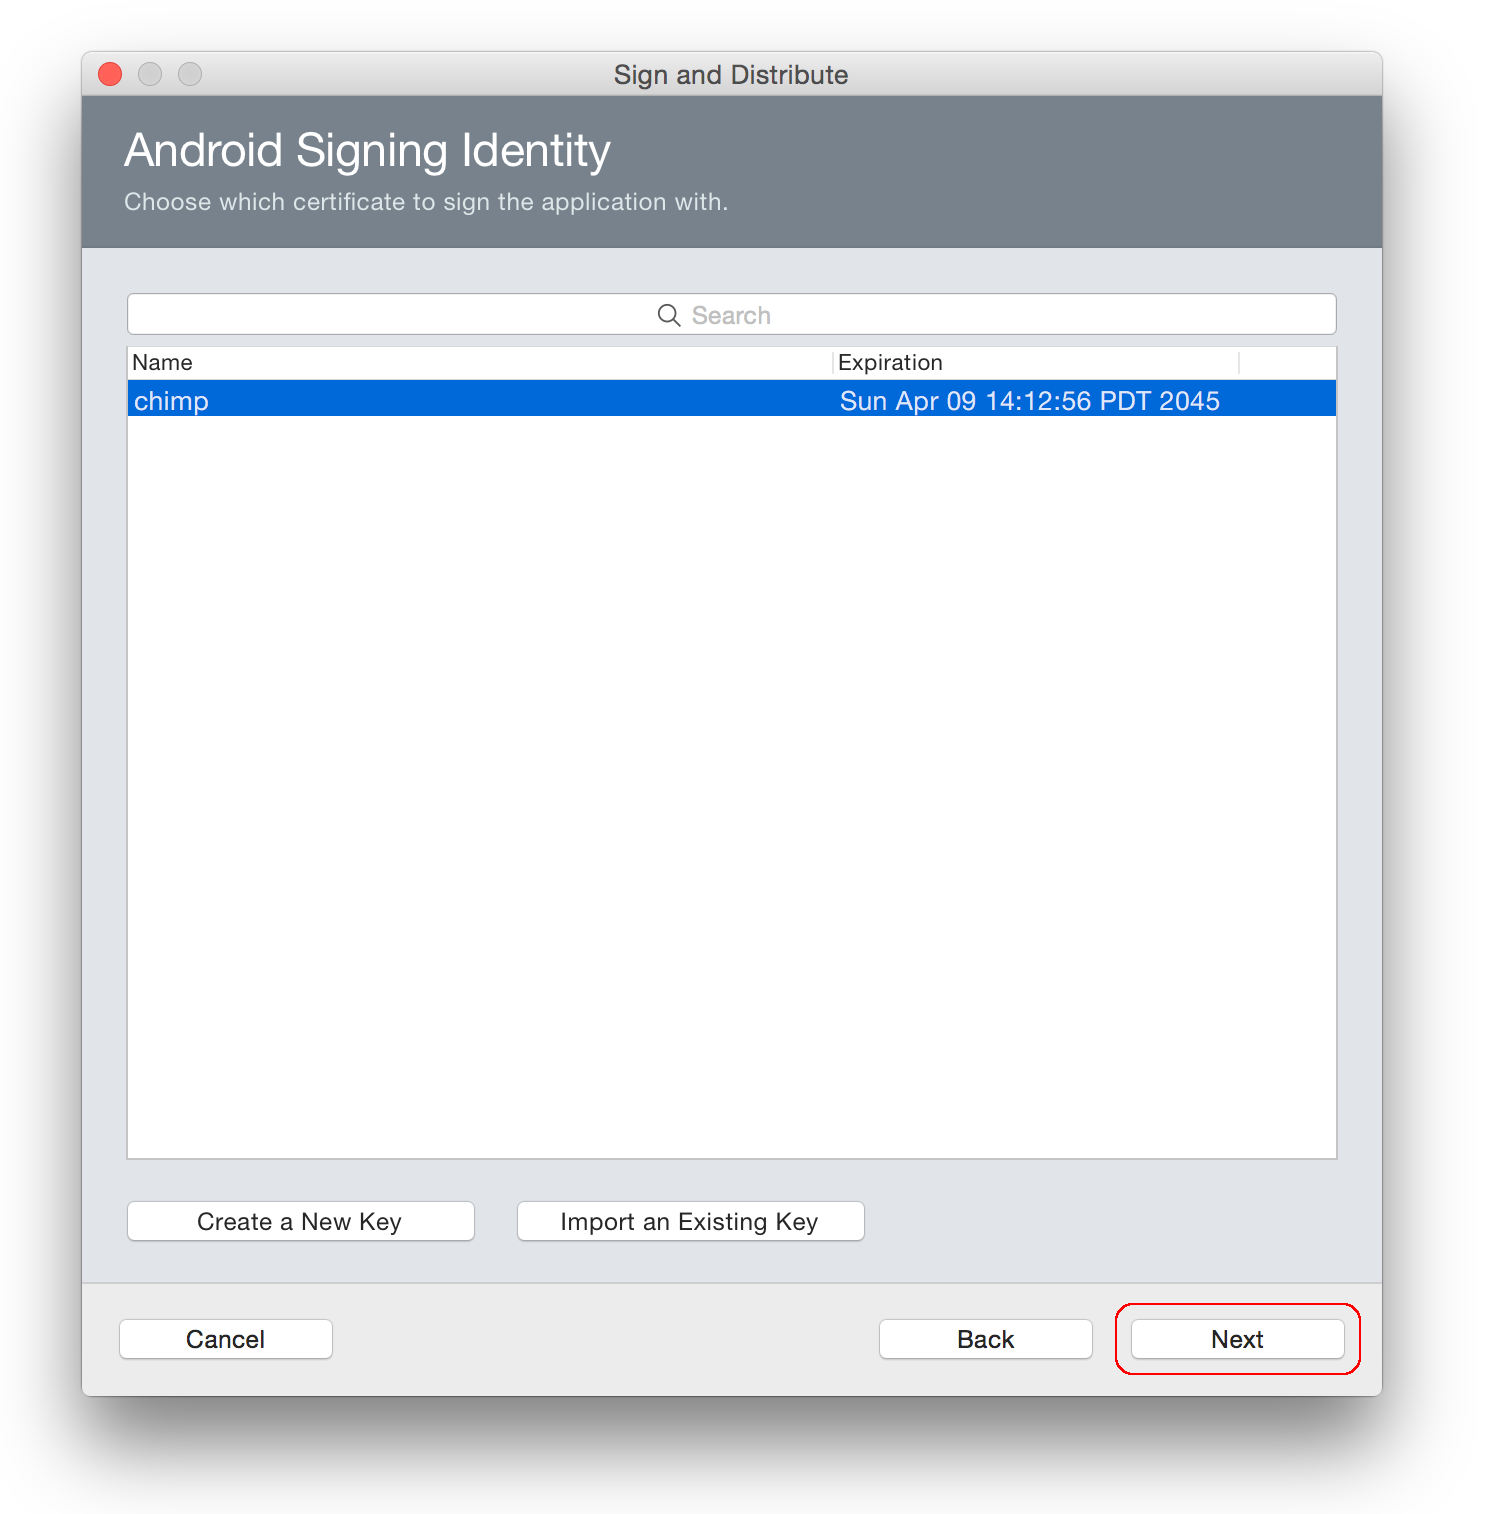 Sign and Distribute
Android Signing Identity
Choose which certificate to sign the application with.
Search
Name Expiration
chimp Sun Apr 09 14:12:56 PDT 2045
Create a New Key Import an Existing Key
Cancel Back Next